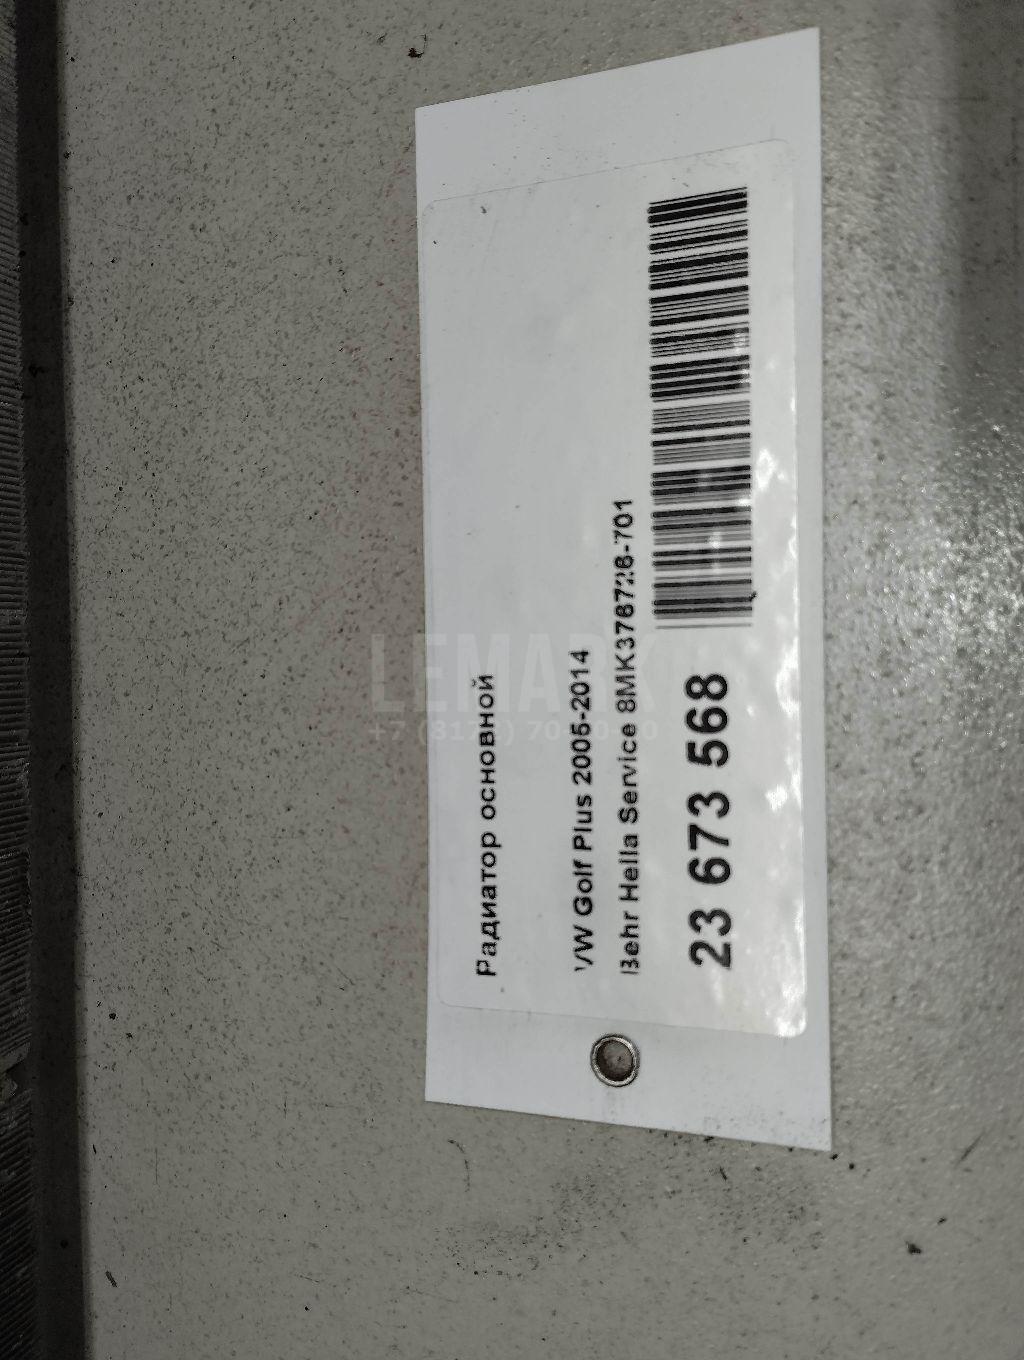 Радиатор основной
VW Golf Plus 2005-2014
Behr Hella Service 8MK376726-701
23 673 568
LEMARK